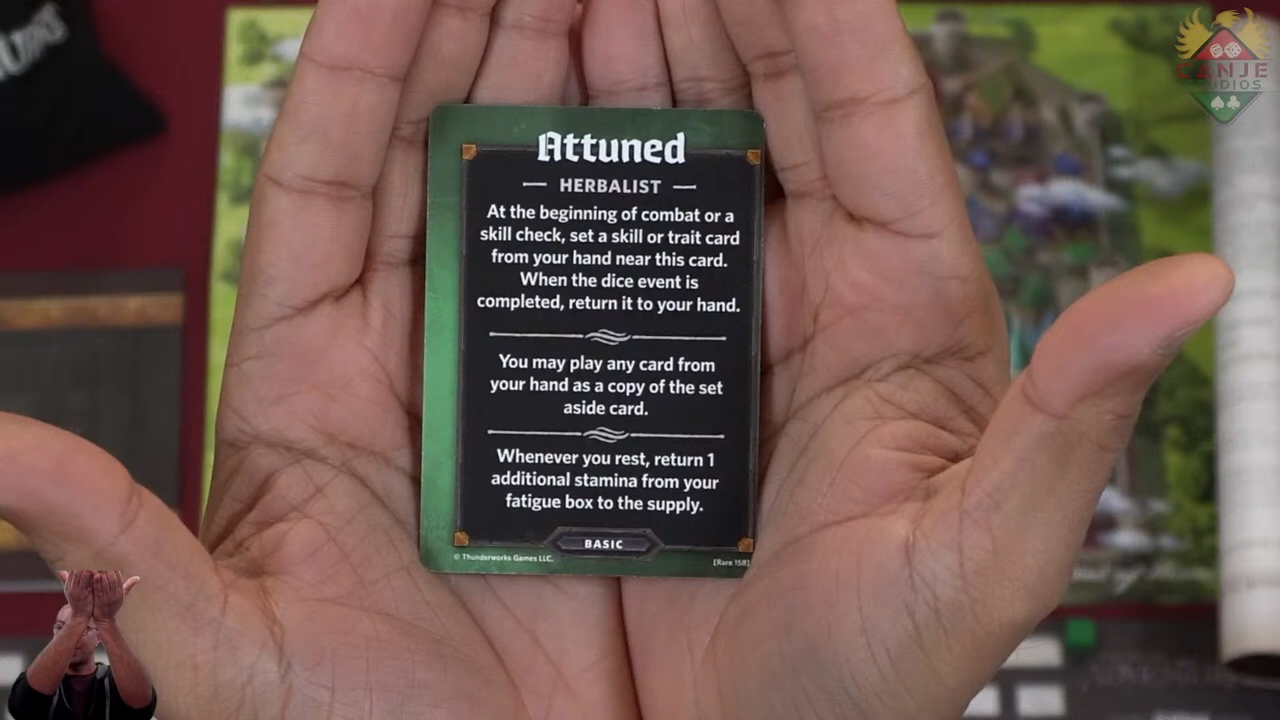 CANJE
STUDIOS
Attuned
HERBALIST
At the beginning of combat or a
skill check, set a skill or trait card
from your hand near this card.
When the dice event is
completed, return it to your hand.
You may play any card from
your hand as a copy of the set
aside card.
Whenever you rest, return 1
additional stamina from your
fatigue box to the supply.
BASIC
© Thunderworks Games LLC.
[Rare 158]